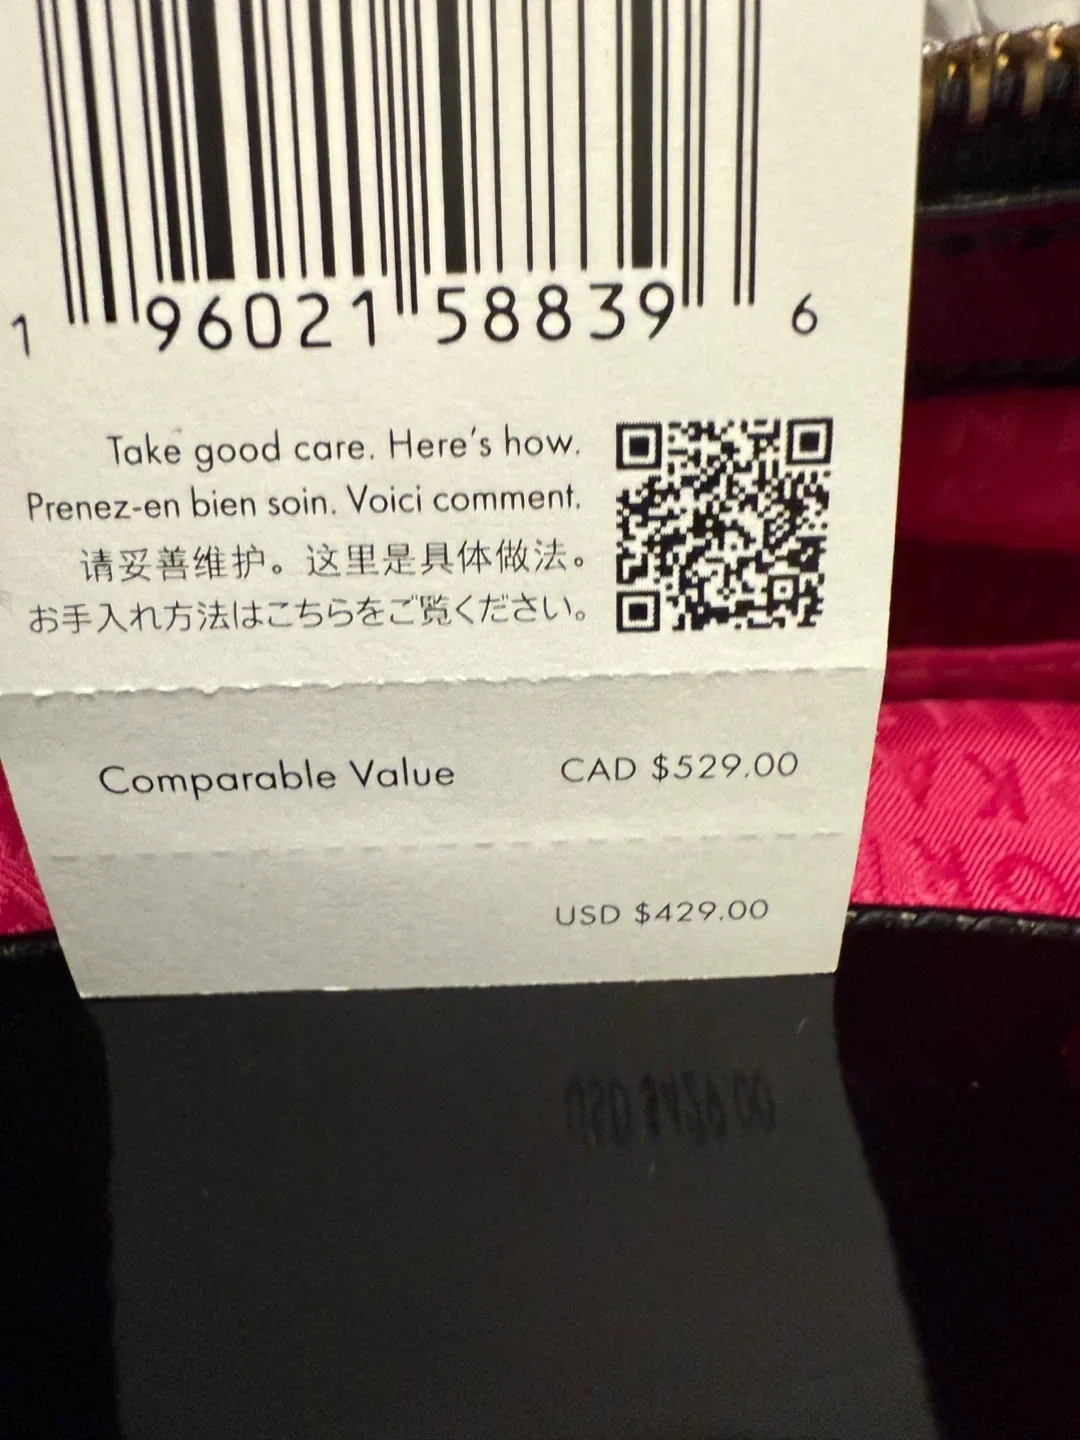 1 96021 58839 6
Take good care. Here's how.
Prenez-en bien soin. Voici comment.
请妥善维护。这里是具体做法。
お手入れ方法はこちらをご覧ください。
Comparable Value CAD $529.00
USD $429.00